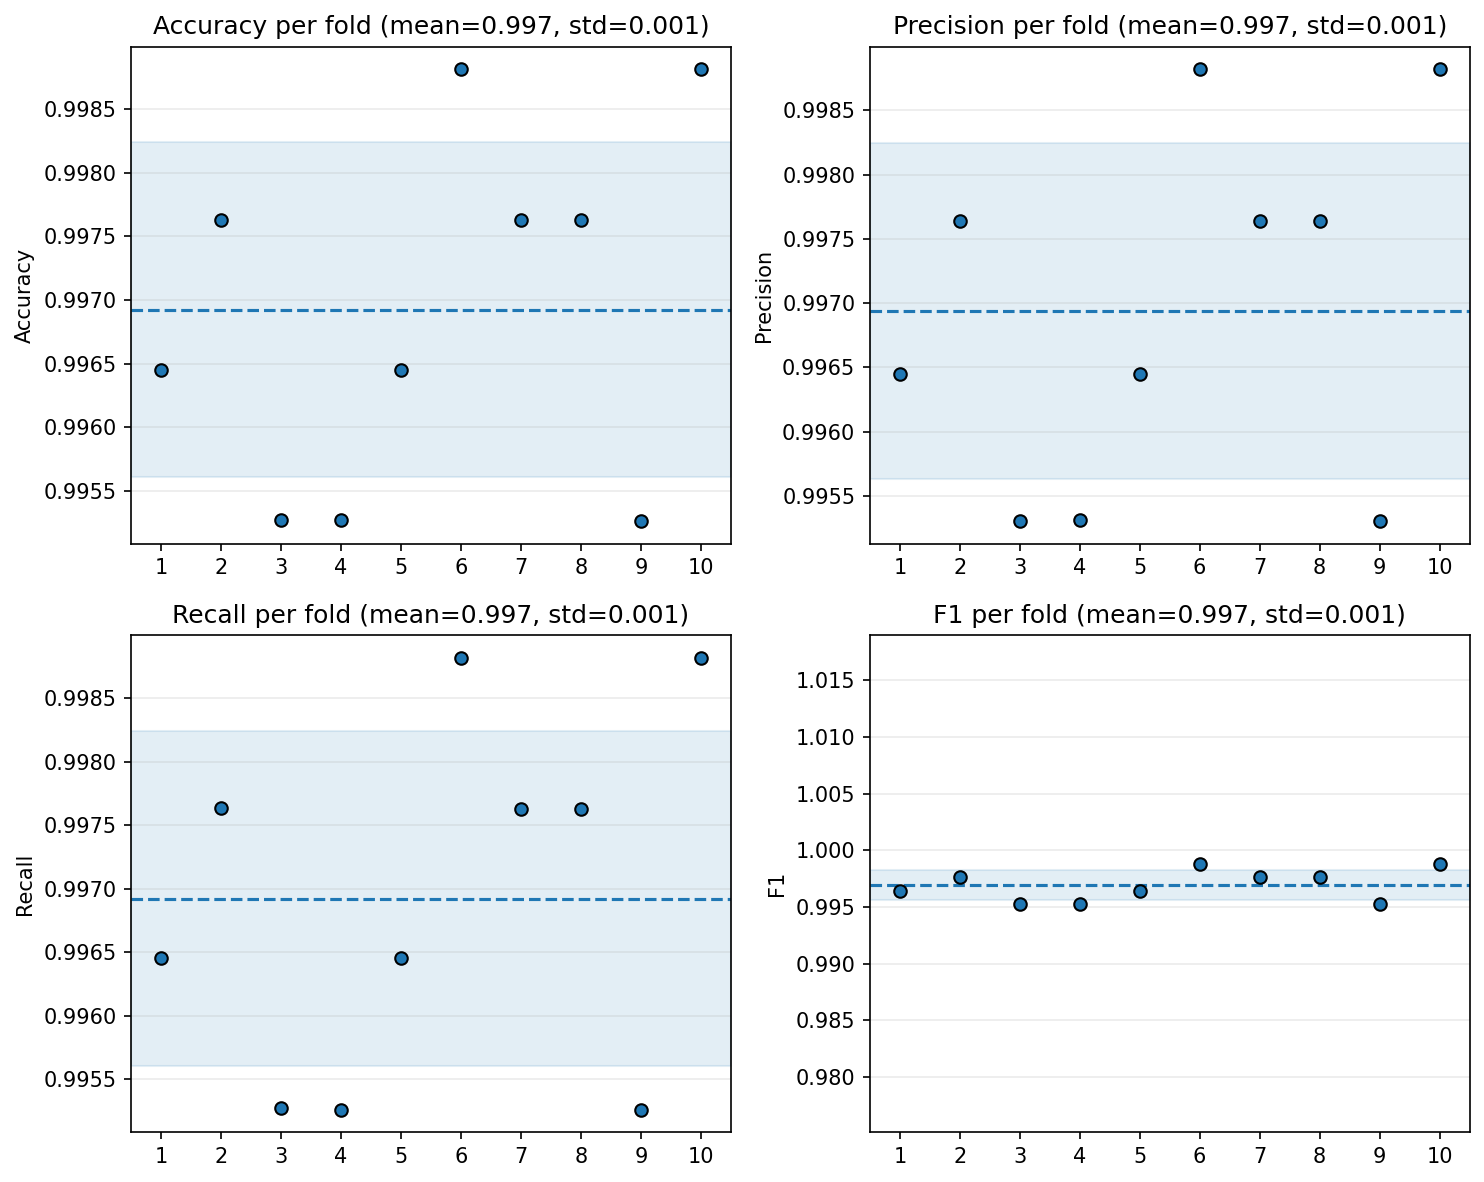 Accuracy per fold (mean=0.997, std=0.001)
Accuracy
0.9985
0.9980
0.9975
0.9970
0.9965
0.9960
0.9955
1 2 3 4 5 6 7 8 9 10
Precision per fold (mean=0.997, std=0.001)
Precision
0.9985
0.9980
0.9975
0.9970
0.9965
0.9960
0.9955
1 2 3 4 5 6 7 8 9 10
Recall per fold (mean=0.997, std=0.001)
Recall
0.9985
0.9980
0.9975
0.9970
0.9965
0.9960
0.9955
1 2 3 4 5 6 7 8 9 10
F1 per fold (mean=0.997, std=0.001)
F1
1.015
1.010
1.005
1.000
0.995
0.990
0.985
0.980
1 2 3 4 5 6 7 8 9 10